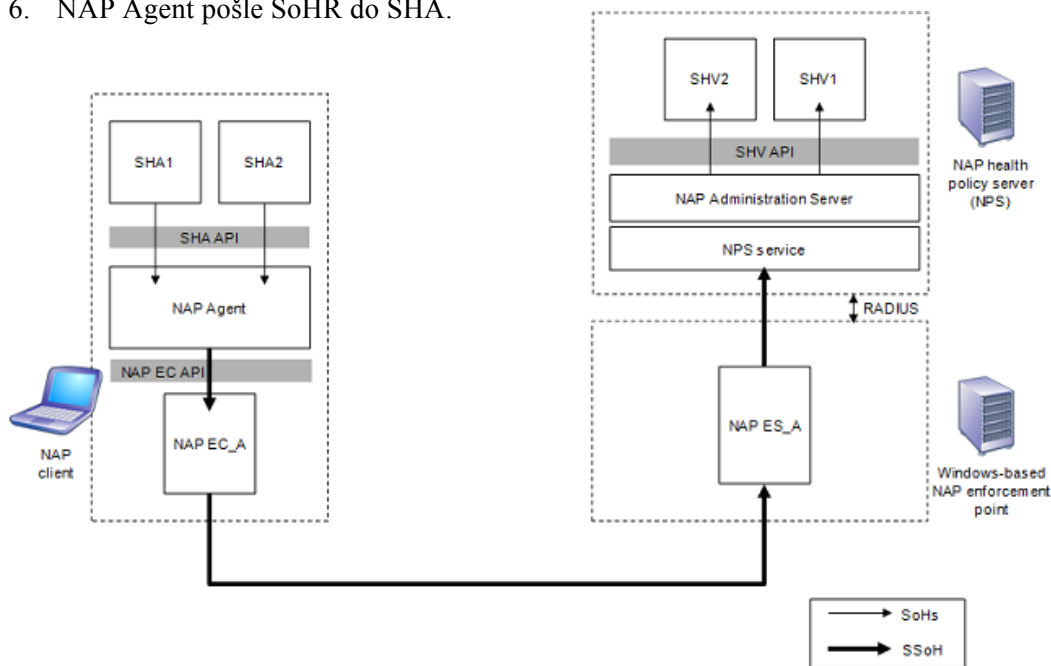 6. NAP Agent pošle SoHR do SHA.
SHA1
SHA2
SHA API
NAP Agent
NAP EC API
NAP EC_A
NAP
client
SHV2
SHV1
SHV API
NAP Administration Server
NPS service
NAP health
policy server
(NPS)
RADIUS
NAP ES_A
Windows-based
NAP enforcement
point
SoHs
SSoH